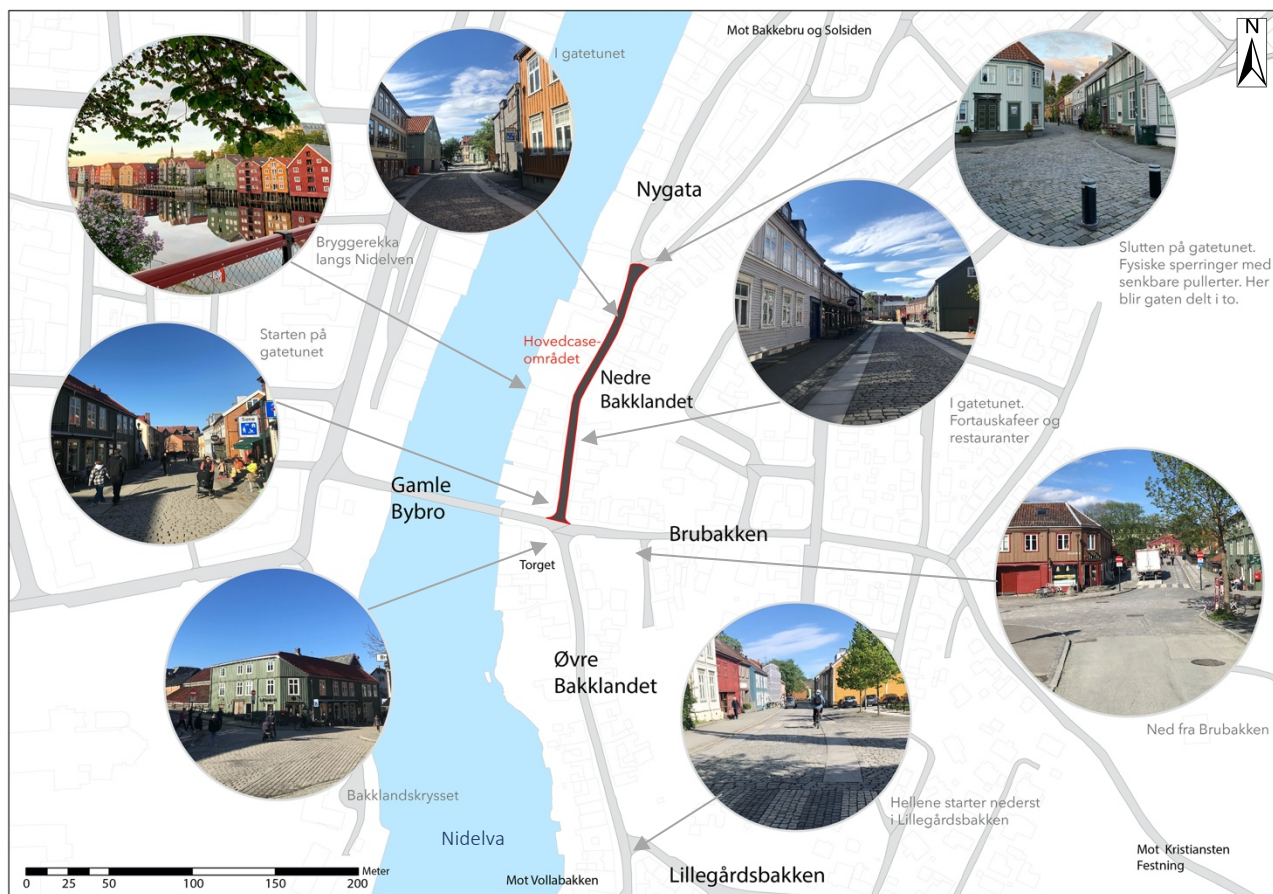 Mot Bakkebru og Solsiden
N
I gatetunet
Nygata
Bryggerekka
langs Nidelven
Slutten på gatetunet.
Fysiske sperringer med
senkbare pullerter. Her
blir gaten delt i to.
Starten på
gatetunet
Hovedcase-
området
Nedre
Bakklandet
I gatetunet.
Fortauskafeer og
restauranter
Gamle
Bybro
Brubakken
Torget
Øvre
Bakklandet
Ned fra Brubakken
Bakklandskrysset
Hellene starter nederst
i Lillegårdsbakken
Nidelva
Mot Kristiansten
Festning
Meter
0 25 50 100 150 200
Mot Vollabakken
Lillegårdsbakken